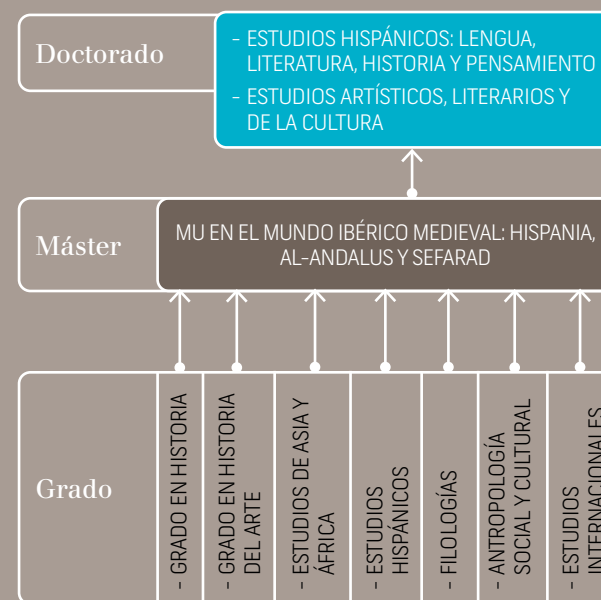 Doctorado
- ESTUDIOS HISPÁNICOS: LENGUA,
LITERATURA, HISTORIA Y PENSAMIENTO
- ESTUDIOS ARTÍSTICOS, LITERARIOS Y
DE LA CULTURA
Máster
MU EN EL MUNDO IBÉRICO MEDIEVAL: HISPANIA,
AL-ANDALUS Y SEFARAD
Grado
- GRADO EN HISTORIA
- GRADO EN HISTORIA
DEL ARTE
- ESTUDIOS DE ASIA Y
ÁFRICA
- ESTUDIOS
HISPÁNICOS
- FILOLOGÍAS
- ANTROPOLOGÍA
SOCIAL Y CULTURAL
- ESTUDIOS
INTERNACIONALES